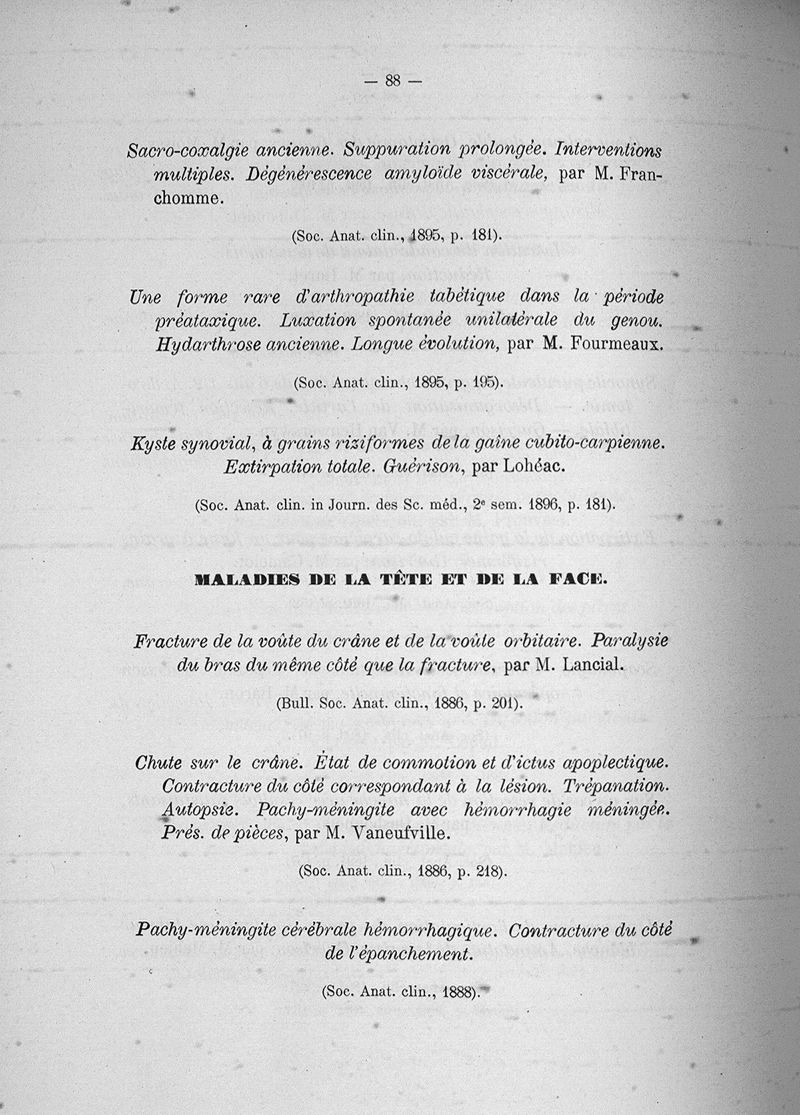 — 88 —
Sacro-coxalgie ancienne. Suppuration prolongée. Interventions
multiples. Dégénérescence amyloïde viscérale, par M. Fran-
chomme.
(Soc. Anat. clin., 1895, p. 181).
Une forme rare d'arthropathie tabétique dans la période
préataxique. Luxation spontanée unilatérale du genou.
Hydarthrose ancienne. Longue évolution, par M. Fourmeaux.
(Soc. Anat. clin., 1895, p. 195).
Kyste synovial, à grains riziformes de la gaîne cubito-carpienne.
Extirpation totale. Guérison, par Lohéac.
(Soc. Anat. clin. in Journ. des Sc. méd., 2e sem. 1896, p. 181).
MALADIES DE LA TÊTE ET DE LA FACE.
Fracture de la voûte du crâne et de la voûte orbitaire. Paralysie
du bras du même côté que la fracture, par M. Lancial.
(Bull. Soc. Anat. clin., 1886, p. 201).
Chute sur le crâne. État de commotion et d'ictus apoplectique.
Contracture du côté correspondant à la lésion. Trépanation.
Autopsie. Pachy-méningite avec hémorrhagie méningée.
Prés. de pièces, par M. Vaneufville.
(Soc. Anat. clin., 1886, p. 218).
Pachy-méningite cérébrale hémorrhagique. Contracture du côté
de l'épanchement.
(Soc. Anat. clin., 1888).